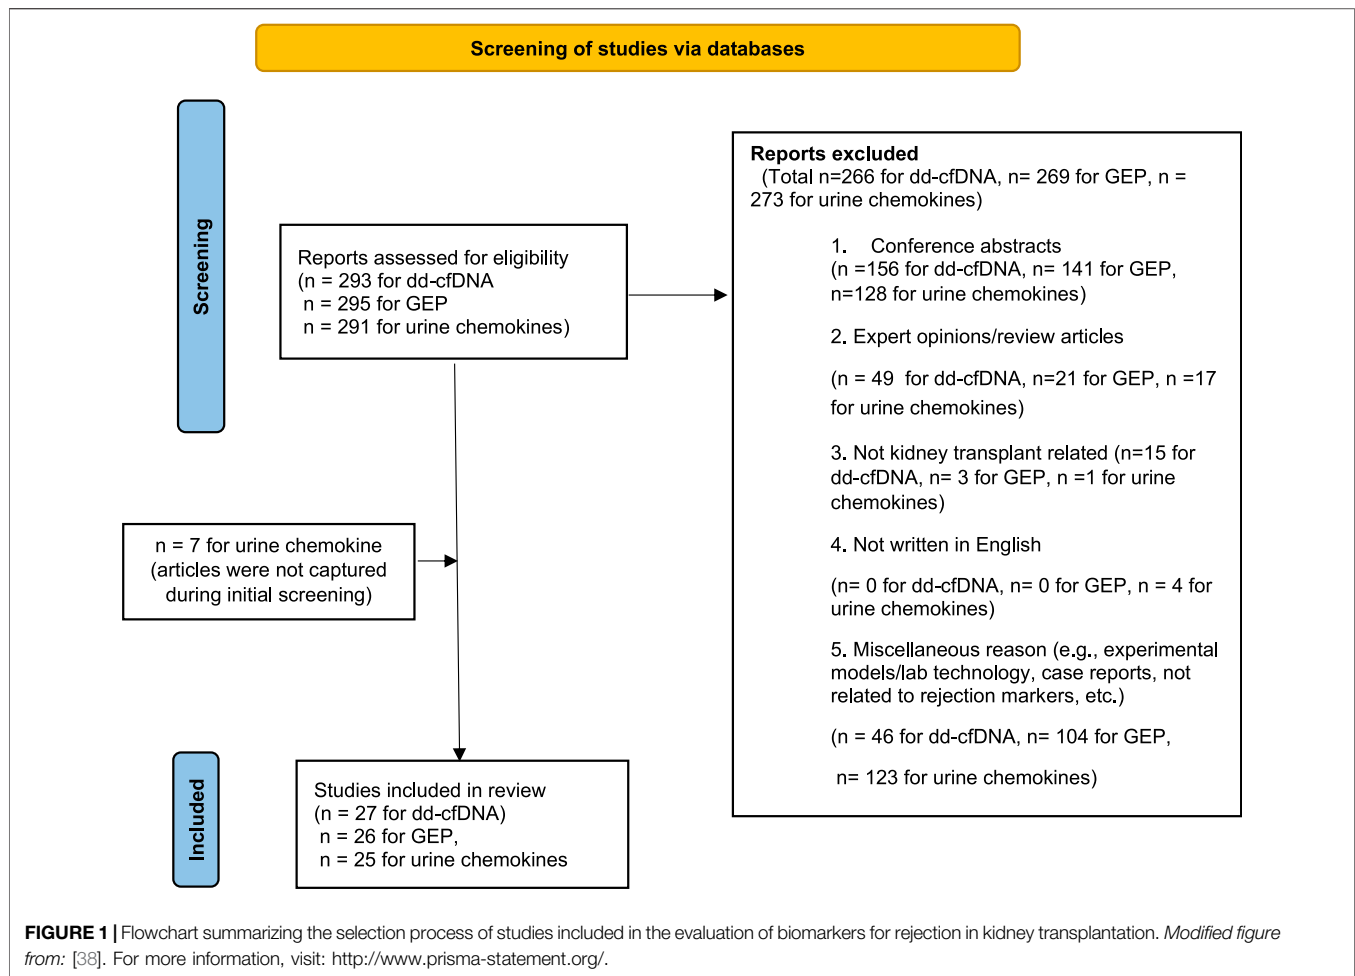 Screening of studies via databases
Screening
Reports assessed for eligibility
(n = 293 for dd-cfDNA
n = 295 for GEP
n = 291 for urine chemokines)
Reports excluded
(Total n=266 for dd-cfDNA, n= 269 for GEP, n =
273 for urine chemokines)
1. Conference abstracts
(n =156 for dd-cfDNA, n= 141 for GEP,
n=128 for urine chemokines)
2. Expert opinions/review articles
(n = 49 for dd-cfDNA, n=21 for GEP, n =17
for urine chemokines)
3. Not kidney transplant related (n=15 for
dd-cfDNA, n= 3 for GEP, n =1 for urine
chemokines)
4. Not written in English
(n= 0 for dd-cfDNA, n= 0 for GEP, n = 4 for
urine chemokines)
5. Miscellaneous reason (e.g., experimental
models/lab technology, case reports, not
related to rejection markers, etc.)
(n = 46 for dd-cfDNA, n= 104 for GEP,
n= 123 for urine chemokines)
n = 7 for urine chemokine
(articles were not captured
during initial screening)
Included
Studies included in review
(n = 27 for dd-cfDNA)
n = 26 for GEP,
n = 25 for urine chemokines
FIGURE 1 | Flowchart summarizing the selection process of studies included in the evaluation of biomarkers for rejection in kidney transplantation. Modified figure
from: [38]. For more information, visit: http://www.prisma-statement.org/.